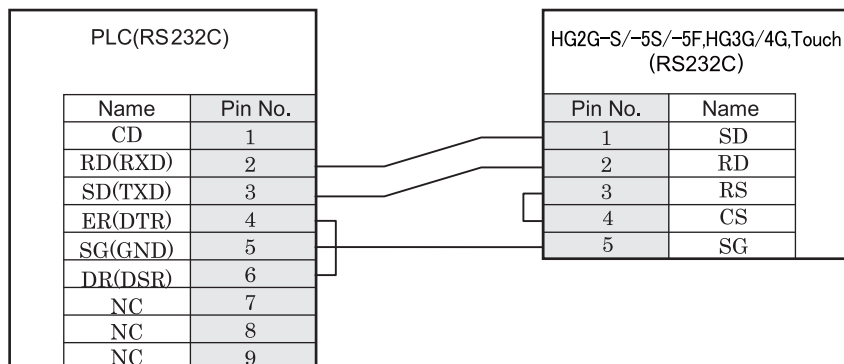 PLC(RS232C)
HG2G-S/-5S/-5F,HG3G/4G,Touch
(RS232C)
Name Pin No.
CD 1
RD(RXD) 2
SD(TXD) 3
ER(DTR) 4
SG(GND) 5
DR(DSR) 6
NC 7
NC 8
NC 9
Pin No. Name
1 SD
2 RD
3 RS
4 CS
5 SG